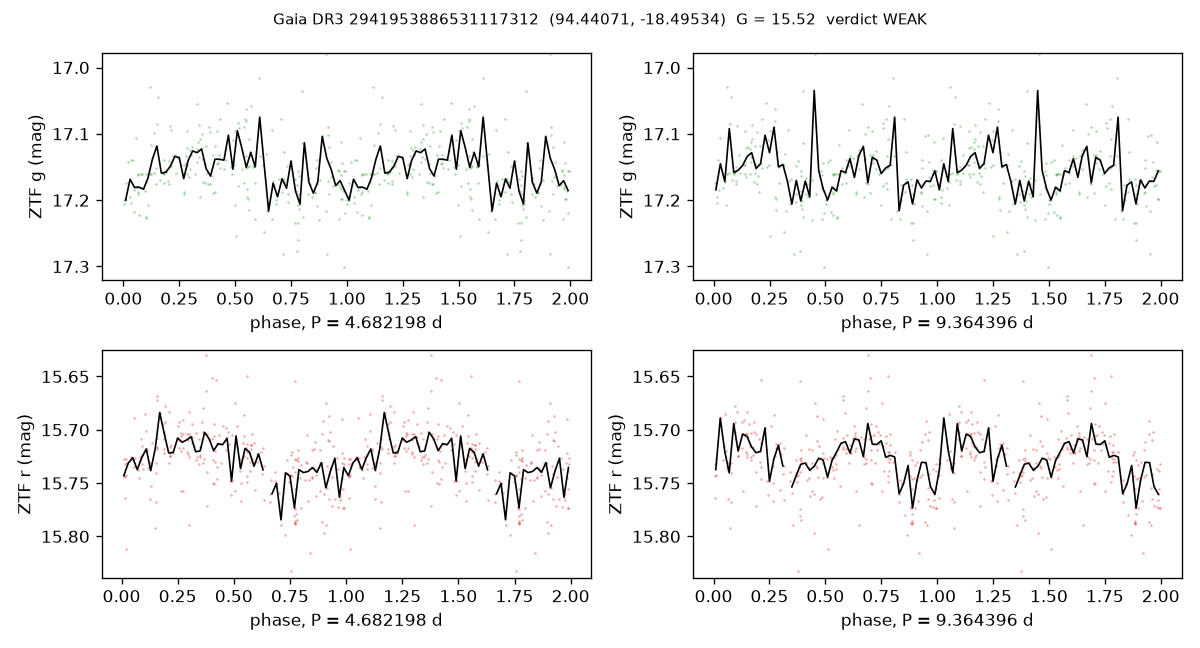 Gaia DR3 2941953886531117312 (94.44071, -18.49534) G = 15.52 verdict WEAK
ZTF g (mag)
17.0
17.1
17.2
17.3
0.00 0.25 0.50 0.75 1.00 1.25 1.50 1.75 2.00
phase, P = 4.682198 d
ZTF g (mag)
17.0
17.1
17.2
17.3
0.00 0.25 0.50 0.75 1.00 1.25 1.50 1.75 2.00
phase, P = 9.364396 d
ZTF r (mag)
15.65
15.70
15.75
15.80
0.00 0.25 0.50 0.75 1.00 1.25 1.50 1.75 2.00
phase, P = 4.682198 d
ZTF r (mag)
15.65
15.70
15.75
15.80
0.00 0.25 0.50 0.75 1.00 1.25 1.50 1.75 2.00
phase, P = 9.364396 d